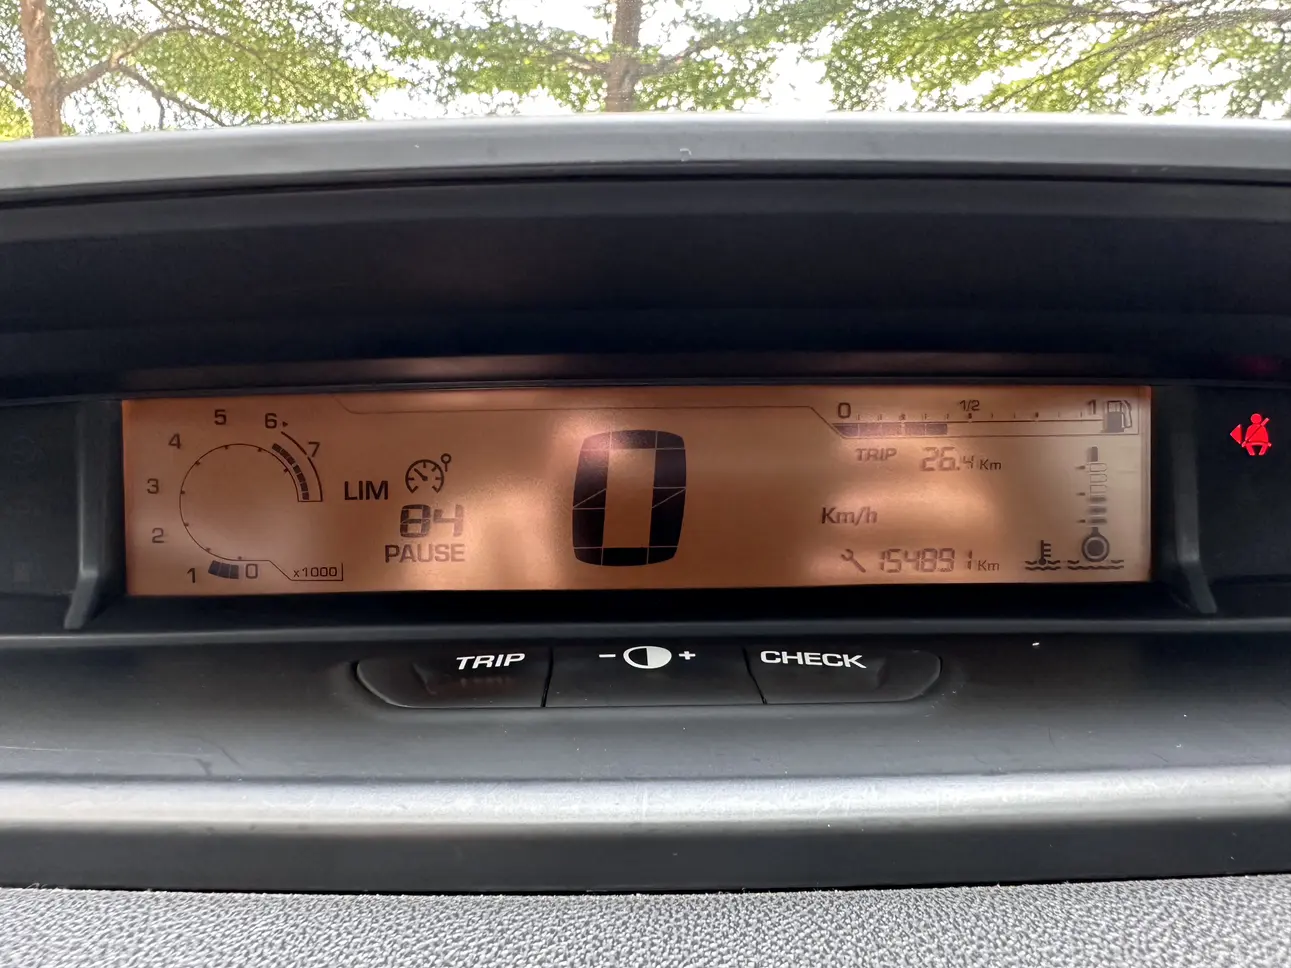 5 6 7
4
3
2
1 0 x1000
LIM
84
PAUSE
0
0 1/2 1
TRIP 26.4 Km
Km/h
154891 Km
TRIP - + CHECK